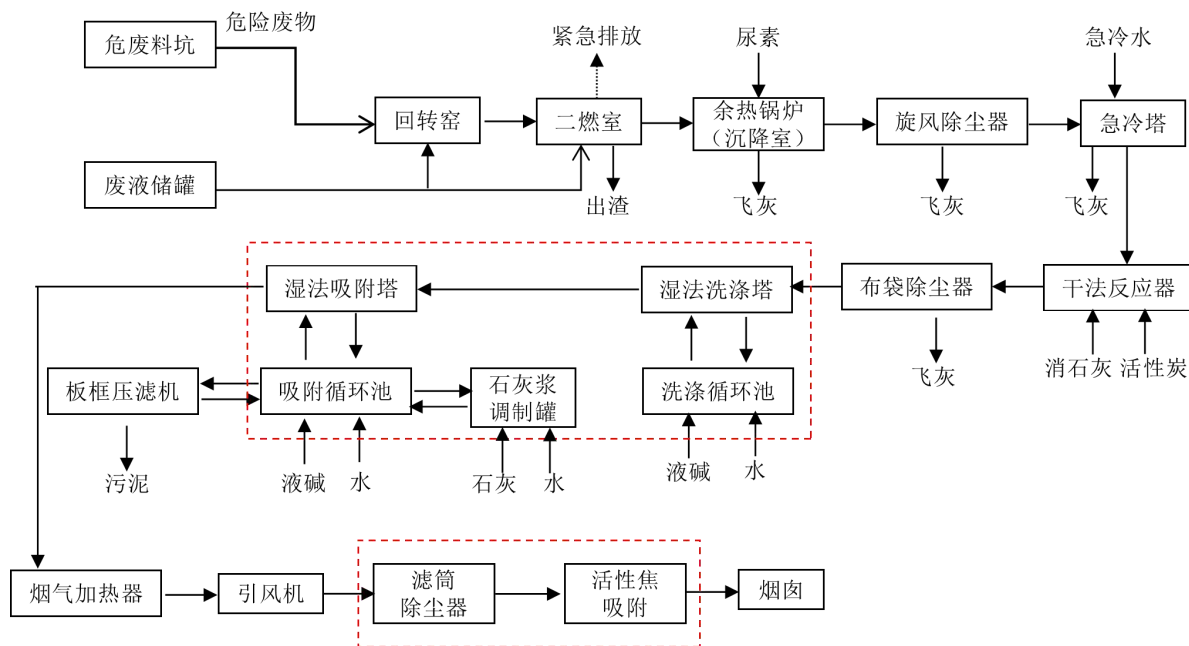 危险废物
危废料坑
紧急排放
尿素
急冷水
回转窑
二燃室
余热锅炉
（沉降室）
旋风除尘器
急冷塔
废液储罐
出渣
飞灰
飞灰
飞灰
湿法吸附塔
湿法洗涤塔
布袋除尘器
干法反应器
飞灰
消石灰
活性炭
板框压滤机
吸附循环池
石灰浆
调制罐
洗涤循环池
污泥
液碱
水
石灰
水
液碱
水
烟气加热器
引风机
滤筒
除尘器
活性焦
吸附
烟囱